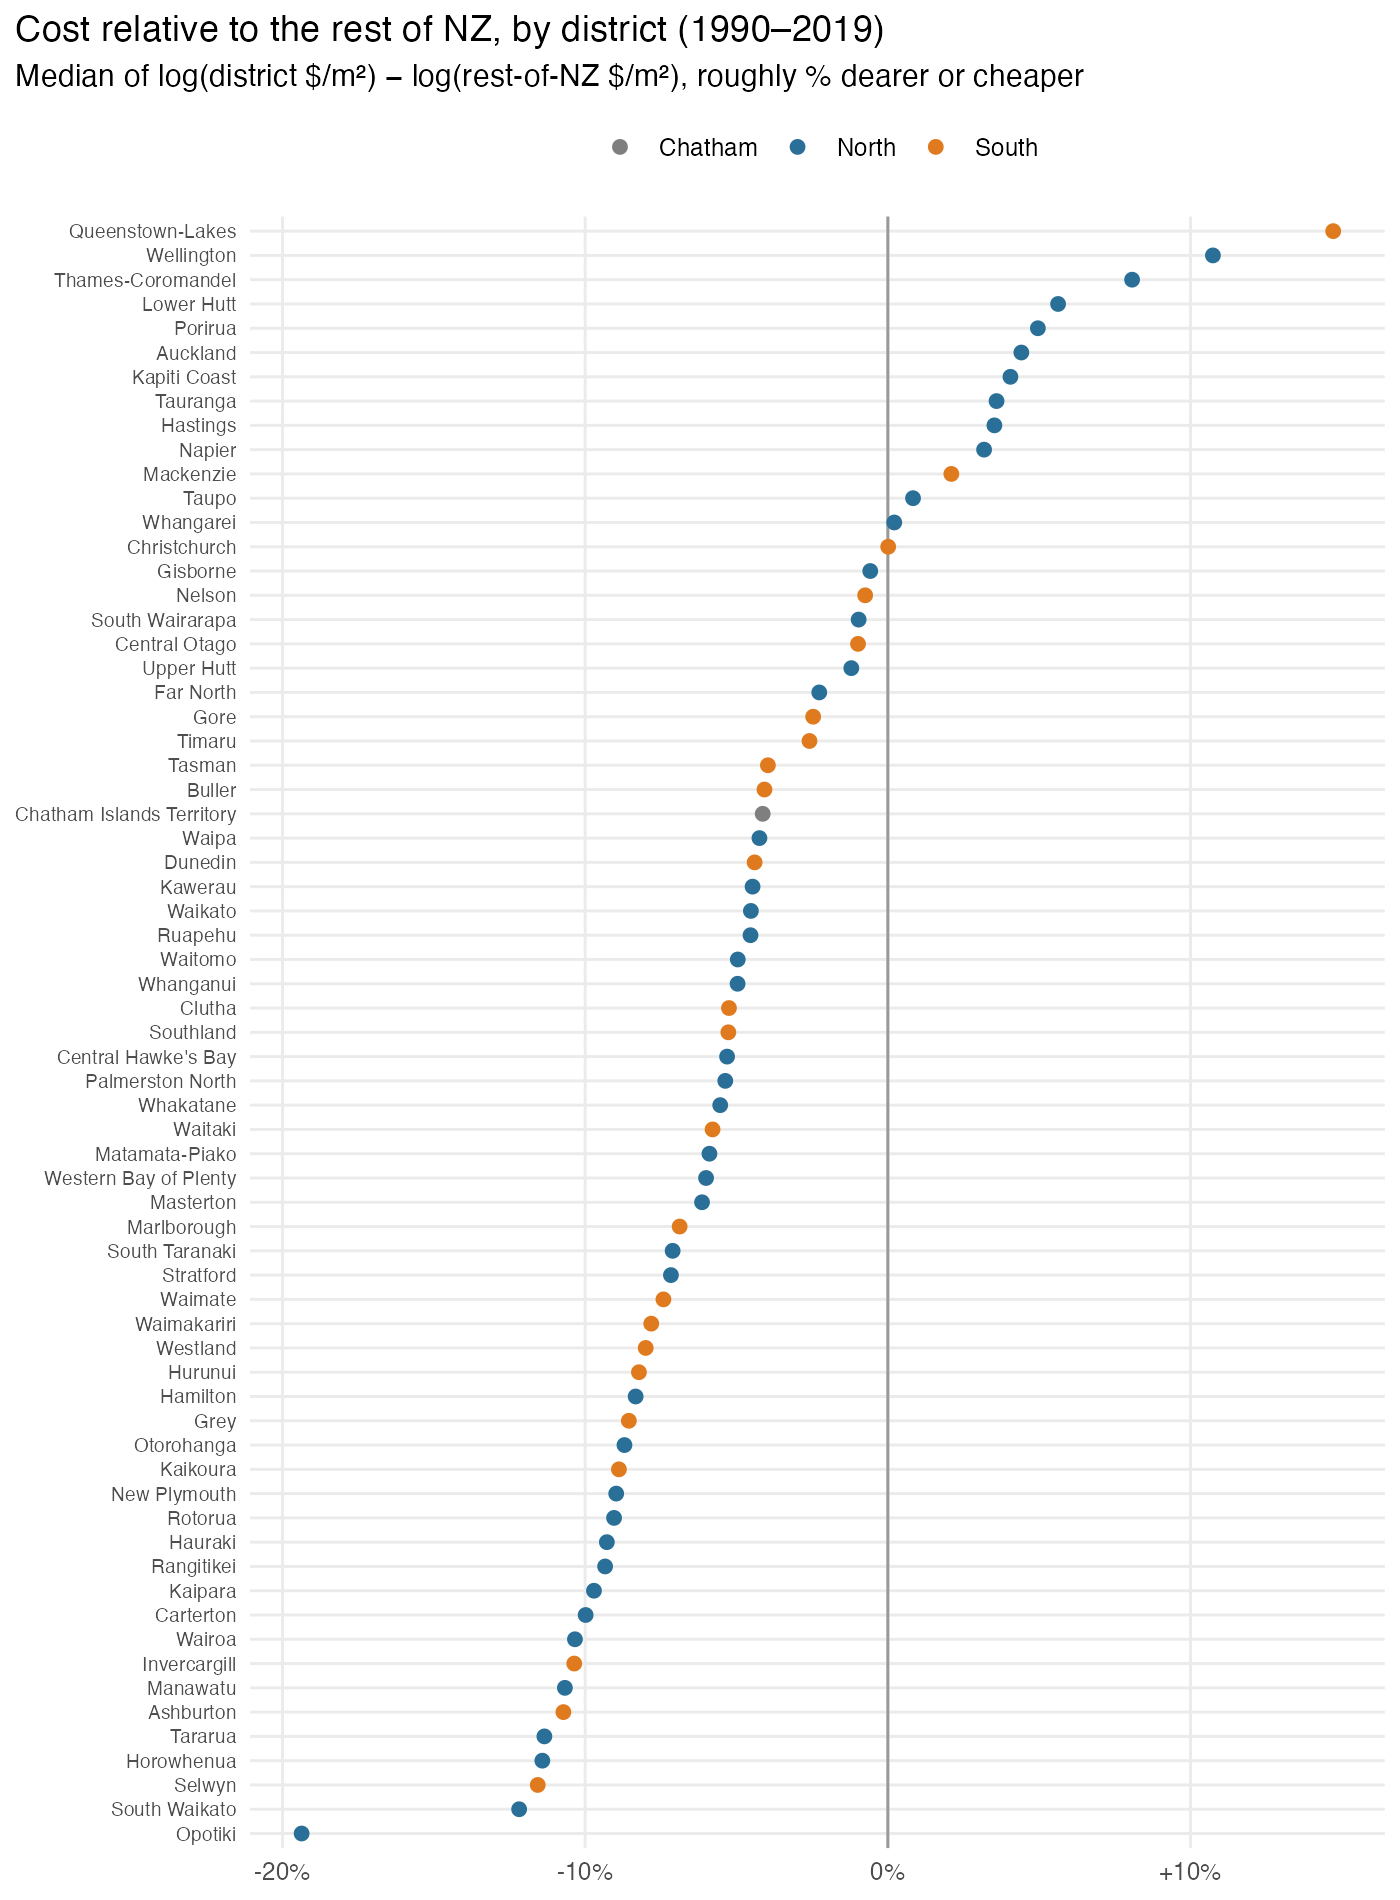 Cost relative to the rest of NZ, by district (1990–2019)
Median of log(district $/m²) – log(rest-of-NZ $/m²), roughly % dearer or cheaper
Chatham North South
Queenstown-Lakes
Wellington
Thames-Coromandel
Lower Hutt
Porirua
Auckland
Kapiti Coast
Tauranga
Hastings
Napier
Mackenzie
Taupo
Whangarei
Christchurch
Gisborne
Nelson
South Wairarapa
Central Otago
Upper Hutt
Far North
Gore
Timaru
Tasman
Buller
Chatham Islands Territory
Waipa
Dunedin
Kawerau
Waikato
Ruapehu
Waitomo
Whanganui
Clutha
Southland
Central Hawke's Bay
Palmerston North
Whakatane
Waitaki
Matamata-Piako
Western Bay of Plenty
Masterton
Marlborough
South Taranaki
Stratford
Waimate
Waimakariri
Westland
Hurunui
Hamilton
Grey
Otorohanga
Kaikoura
New Plymouth
Rotorua
Hauraki
Rangitikei
Kaipara
Carterton
Wairoa
Invercargill
Manawatu
Ashburton
Tararua
Horowhenua
Selwyn
South Waikato
Opotiki
-20% -10% 0% +10%